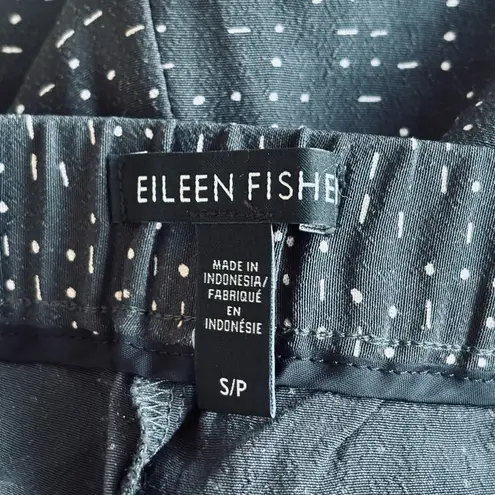 EILEEN FISHE
MADE IN
INDONESIA/
FABRIQUÉ
EN
INDONÉSIE
S/P